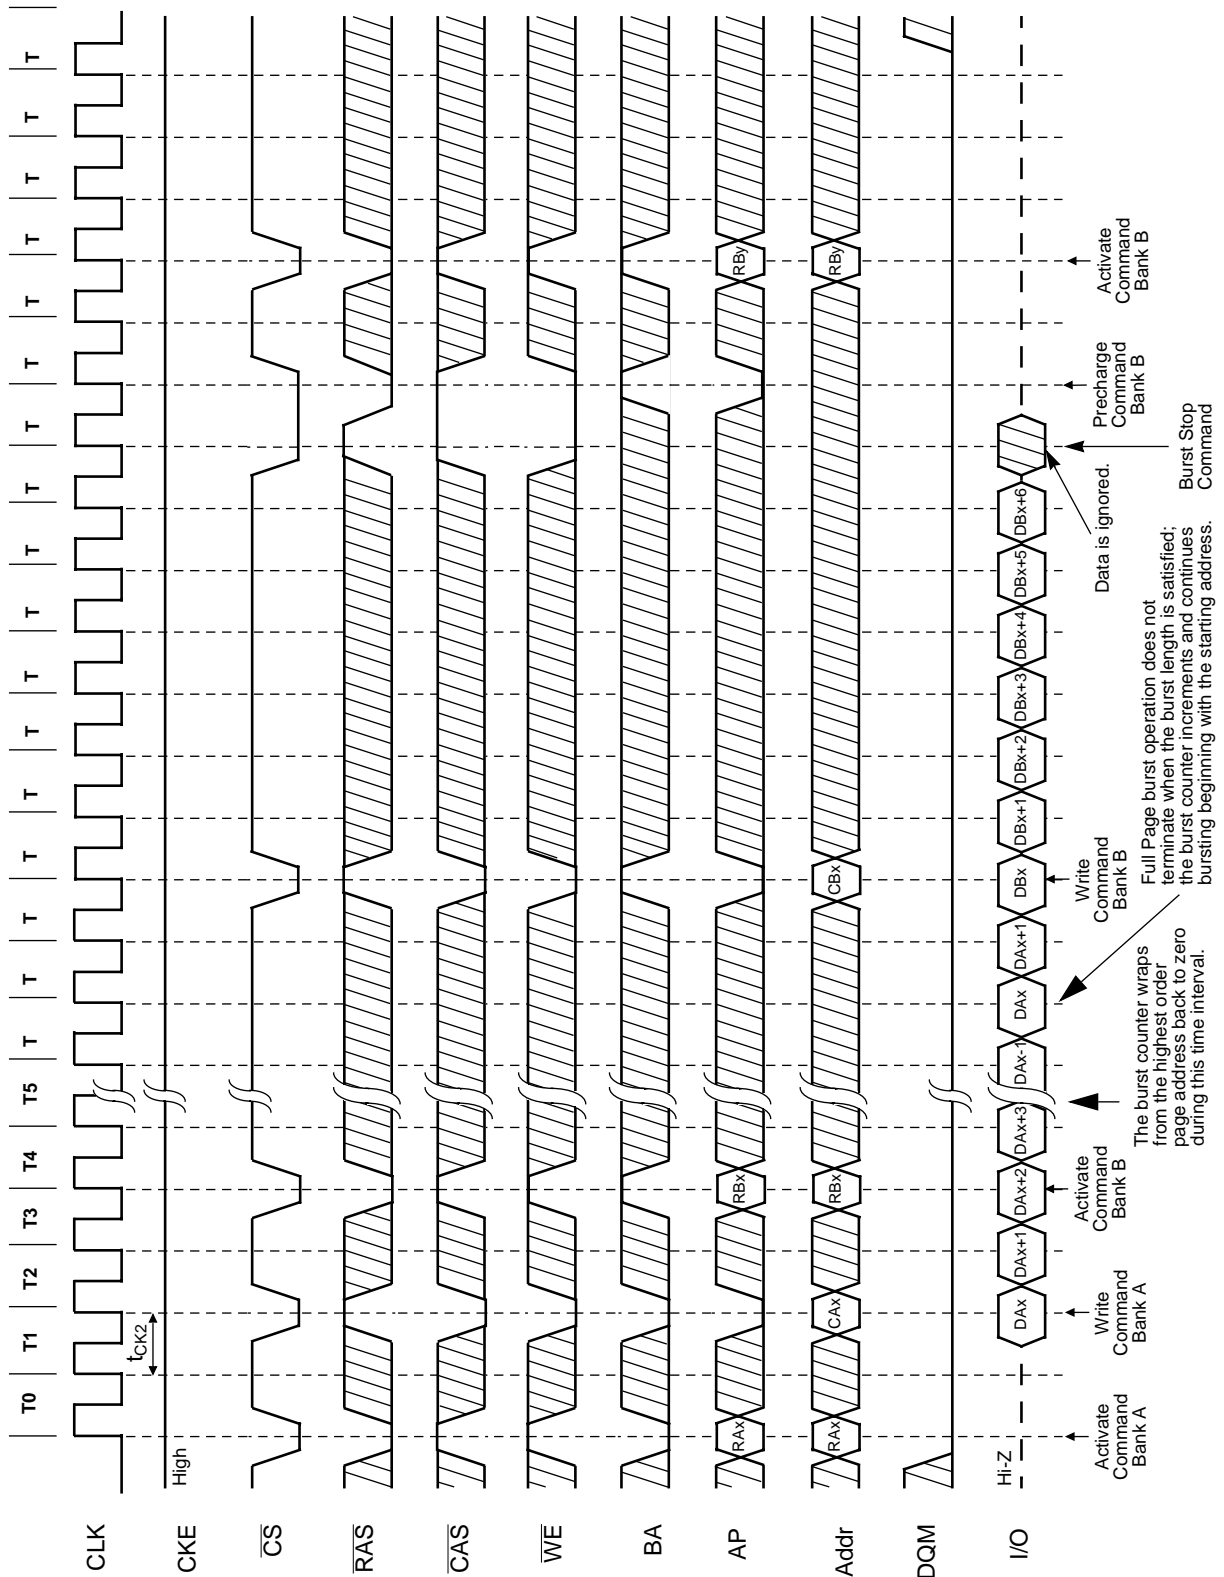 T0 T1 T2 T3 T4 T5 T T T T T T T T T T T T T T T T T
CLK
tCK2
CKE
High
CS
RAS
CAS
WE
BA
AP
RAx RBx RBy
Addr
RAx CAx RBx CBx RBy
DQM
I/O
Hi-Z
DAx DAx+1 DAx+2 DAx+3 DAx-1 DAx DAx+1 DBx DBx+1 DBx+2 DBx+3 DBx+4 DBx+5 DBx+6
Activate
Command
Bank A
Write
Command
Bank A
Activate
Command
Bank B
Write
Command
Bank B
Precharge
Command
Bank B
Activate
Command
Bank B
Data is ignored.
The burst counter wraps
from the highest order
page address back to zero
during this time interval.
Full Page burst operation does not
terminate when the burst length is satisfied;
the burst counter increments and continues
bursting beginning with the starting address.
Burst Stop
Command